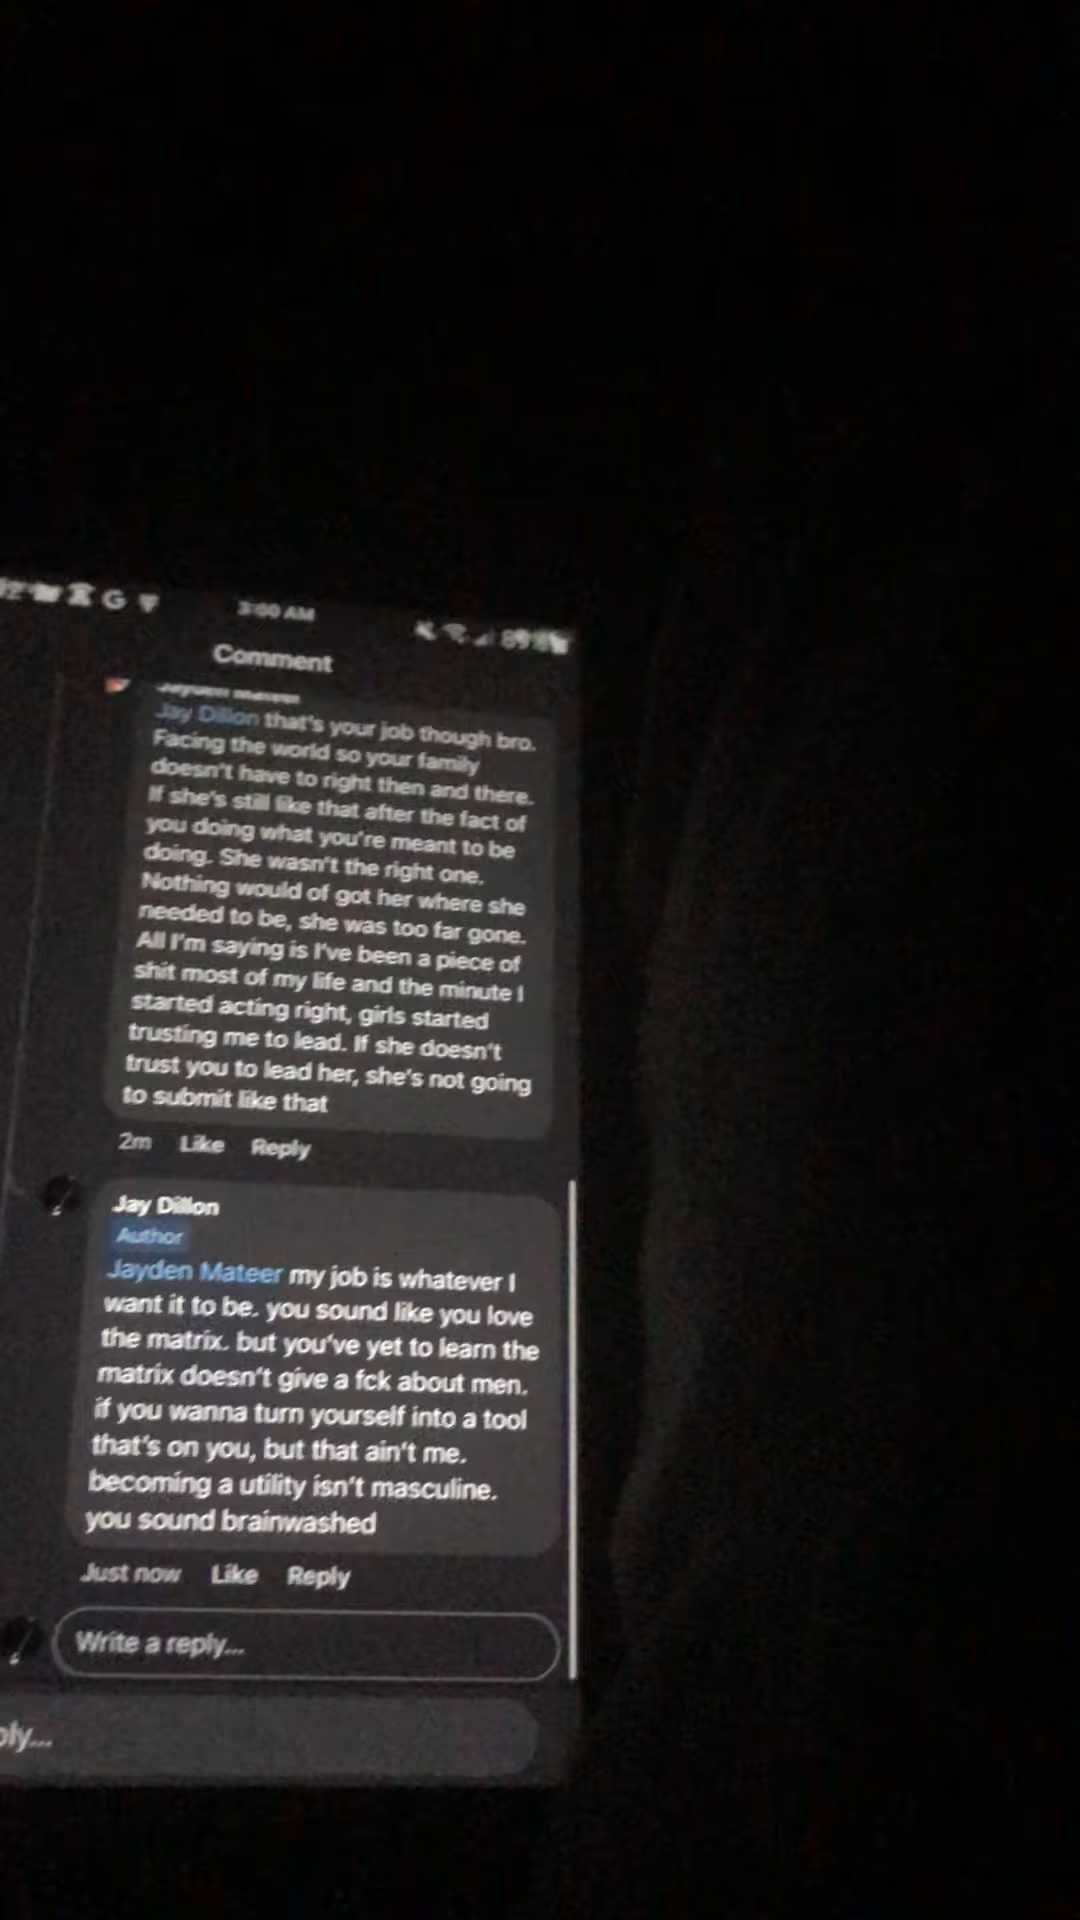 G
3:00 AM
89%
Comment
Jayden Mateer
Jay Dillon that's your job though bro.
Facing the world so your family
doesn't have to right then and there.
If she's still like that after the fact of
you doing what you're meant to be
doing. She wasn't the right one.
Nothing would of got her where she
needed to be, she was too far gone.
All I'm saying is I've been a piece of
shit most of my life and the minute I
started acting right, girls started
trusting me to lead. If she doesn't
trust you to lead her, she's not going
to submit like that
2m Like Reply
Jay Dillon
Author
Jayden Mateer my job is whatever I
want it to be. you sound like you love
the matrix. but you've yet to learn the
matrix doesn't give a fck about men.
if you wanna turn yourself into a tool
that's on you, but that ain't me.
becoming a utility isn't masculine.
you sound brainwashed
Just now Like Reply
Write a reply...
ply...